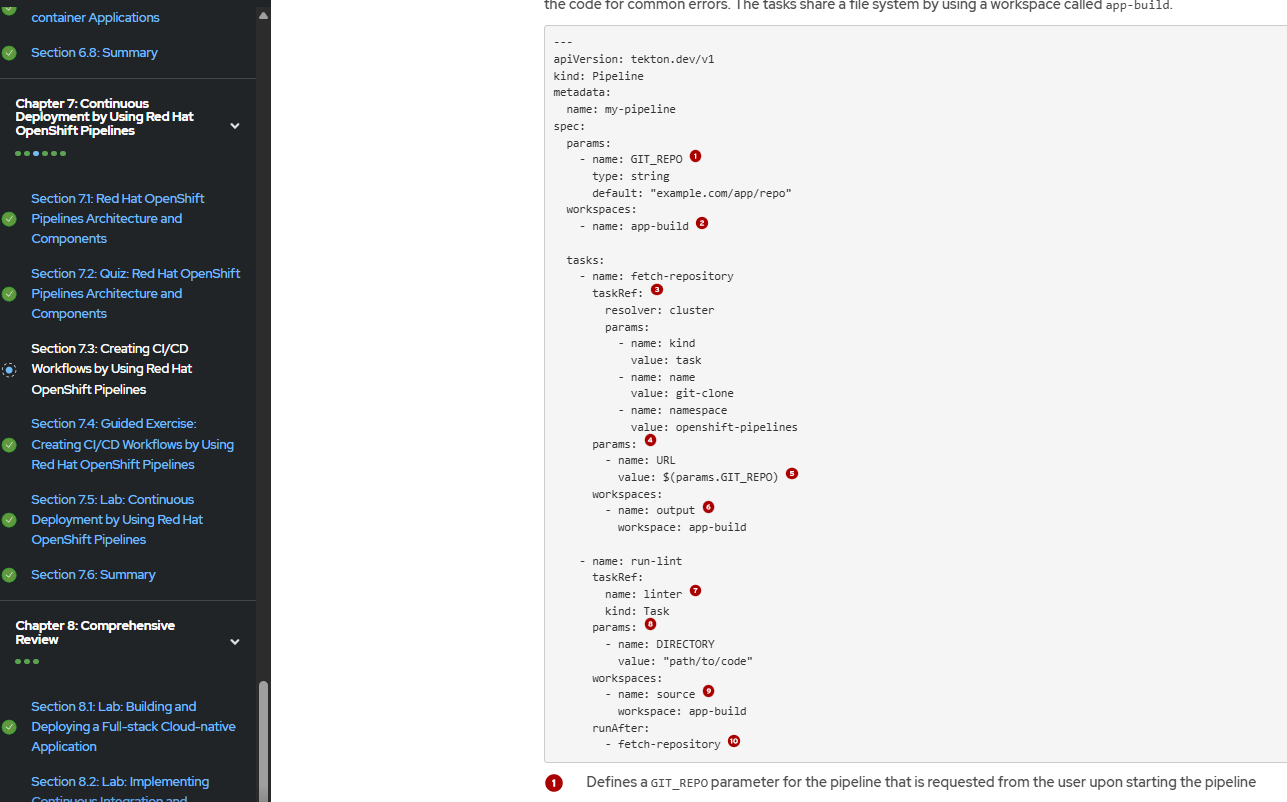 container Applications
Section 6.8: Summary
Chapter 7: Continuous
Deployment by Using Red Hat
OpenShift Pipelines
Section 7.1: Red Hat OpenShift
Pipelines Architecture and
Components
Section 7.2: Quiz: Red Hat OpenShift
Pipelines Architecture and
Components
Section 7.3: Creating CI/CD
Workflows by Using Red Hat
OpenShift Pipelines
Section 7.4: Guided Exercise:
Creating CI/CD Workflows by Using
Red Hat OpenShift Pipelines
Section 7.5: Lab: Continuous
Deployment by Using Red Hat
OpenShift Pipelines
Section 7.6: Summary
Chapter 8: Comprehensive
Review
Section 8.1: Lab: Building and
Deploying a Full-stack Cloud-native
Application
Section 8.2: Lab: Implementing
Continuous Integration and
the code for common errors. The tasks share a file system by using a workspace called app-build.
---
apiVersion: tekton.dev/v1
kind: Pipeline
metadata:
  name: my-pipeline
spec:
  params:
    - name: GIT_REPO 1
      type: string
      default: "example.com/app/repo"
  workspaces:
    - name: app-build 2
  tasks:
    - name: fetch-repository
      taskRef: 3
        resolver: cluster
        params:
          - name: kind
            value: task
          - name: name
            value: git-clone
          - name: namespace
            value: openshift-pipelines
      params: 4
        - name: URL
          value: $(params.GIT_REPO) 5
      workspaces:
        - name: output 6
          workspace: app-build
    - name: run-lint
      taskRef:
        name: linter 7
        kind: Task
      params: 8
        - name: DIRECTORY
          value: "path/to/code"
      workspaces:
        - name: source 9
          workspace: app-build
      runAfter:
        - fetch-repository 10
1 Defines a GIT_REPO parameter for the pipeline that is requested from the user upon starting the pipeline